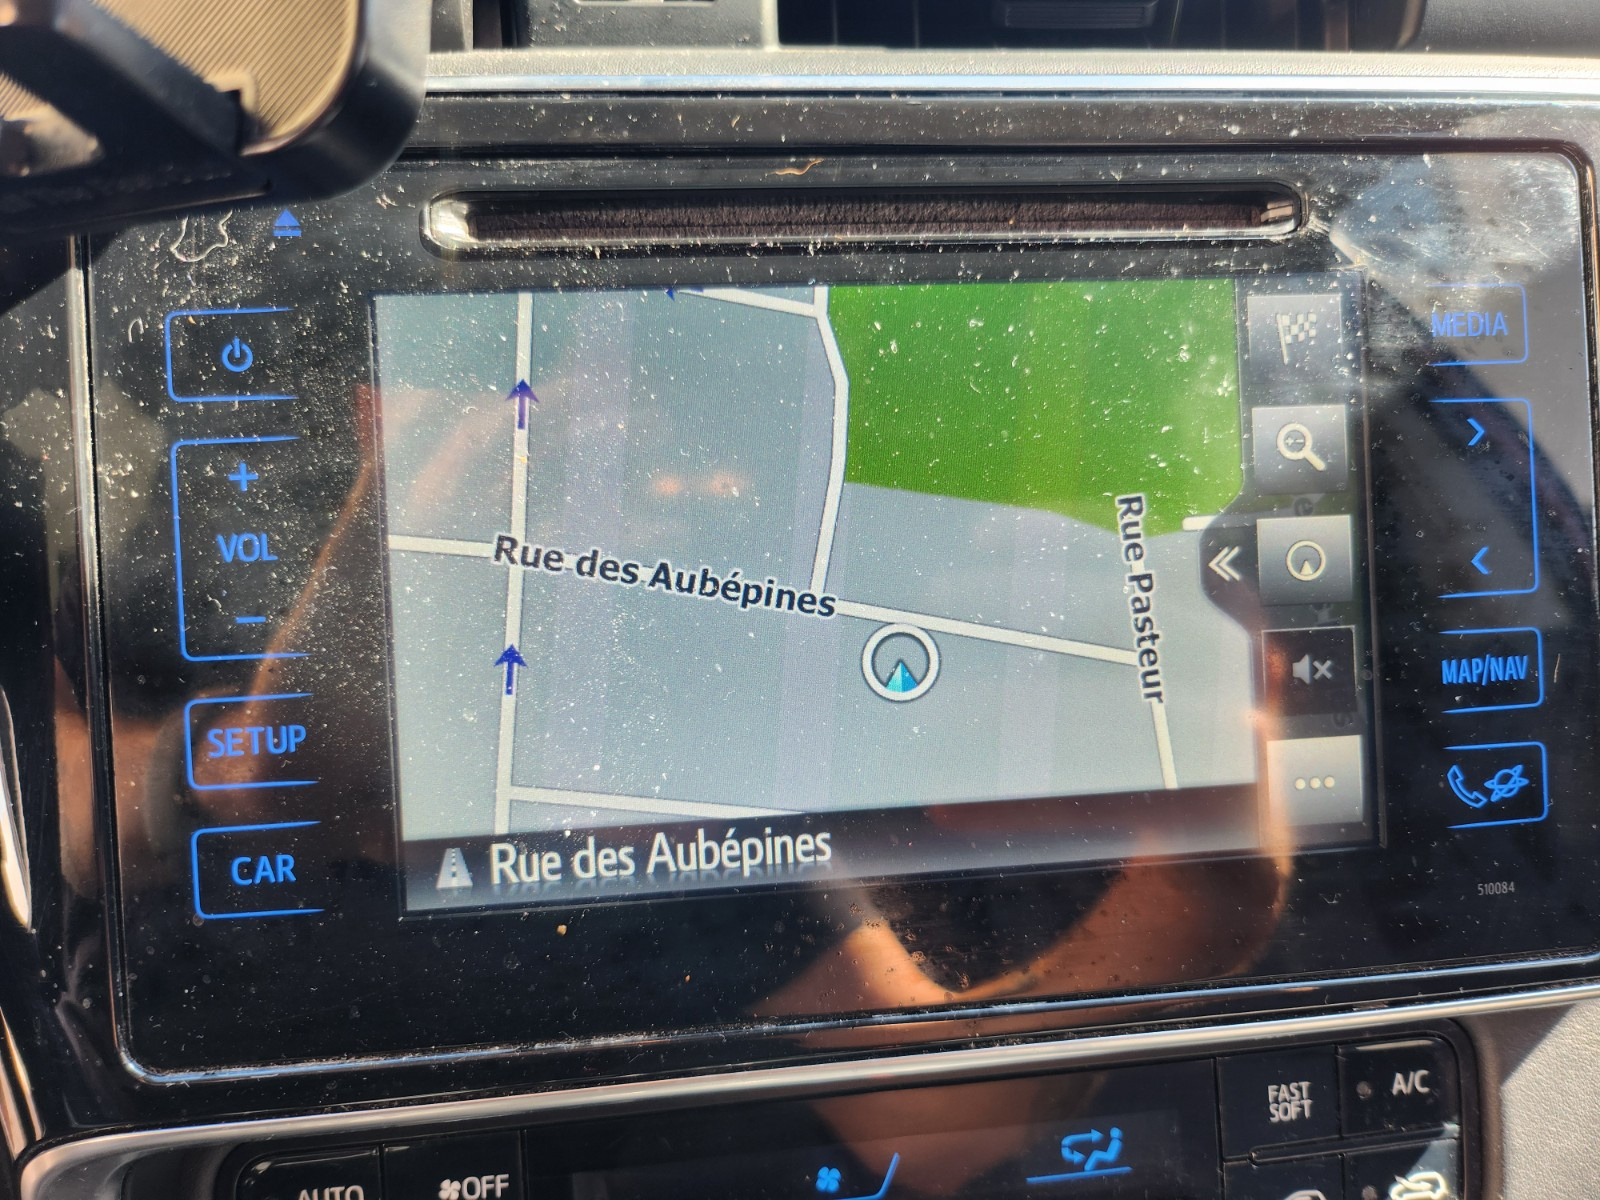 MEDIA
VOL
SETUP
CAR
Rue des Aubépines
Rue Pasteur
MAP/NAV
Rue des Aubépines
510084
FAST
SOFT
A/C
AUTO
OFF